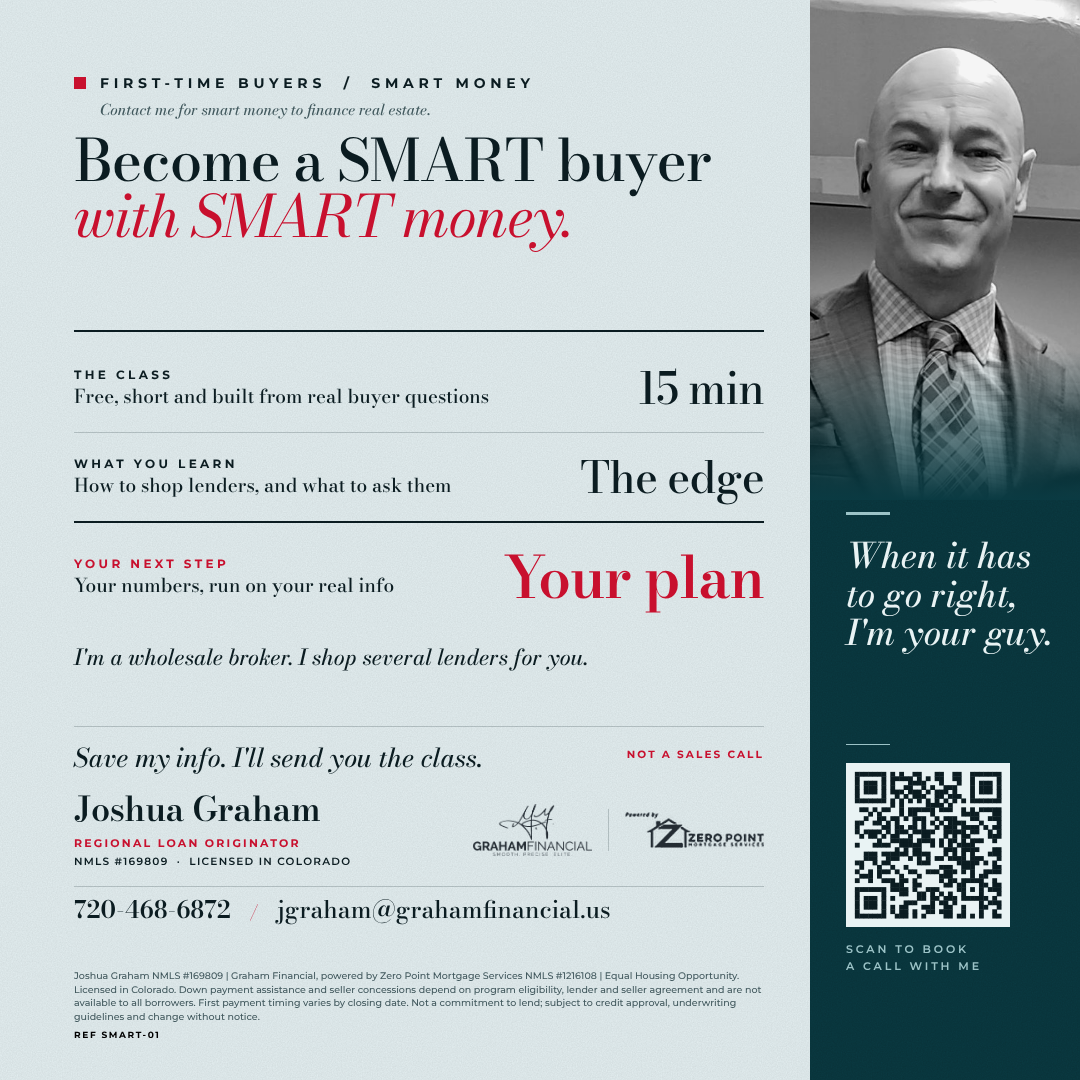 FIRST-TIME BUYERS / SMART MONEY
Contact me for smart money to finance real estate.
Become a SMART buyer
with SMART money.
THE CLASS
Free, short and built from real buyer questions
15 min
WHAT YOU LEARN
How to shop lenders, and what to ask them
The edge
YOUR NEXT STEP
Your numbers, run on your real info
Your plan
I'm a wholesale broker. I shop several lenders for you.
Save my info. I'll send you the class.
NOT A SALES CALL
Joshua Graham
REGIONAL LOAN ORIGINATOR
NMLS #169809 · LICENSED IN COLORADO
GRAHAMFINANCIAL
SMOOTH. PRECISE. ELITE.
Powered by
ZERO POINT
MORTGAGE SERVICES
720-468-6872 / jgraham@grahamfinancial.us
Joshua Graham NMLS #169809 | Graham Financial, powered by Zero Point Mortgage Services NMLS #1216108 | Equal Housing Opportunity.
Licensed in Colorado. Down payment assistance and seller concessions depend on program eligibility, lender and seller agreement and are not
available to all borrowers. First payment timing varies by closing date. Not a commitment to lend; subject to credit approval, underwriting
guidelines and change without notice.
REF SMART-01
When it has
to go right,
I'm your guy.
SCAN TO BOOK
A CALL WITH ME